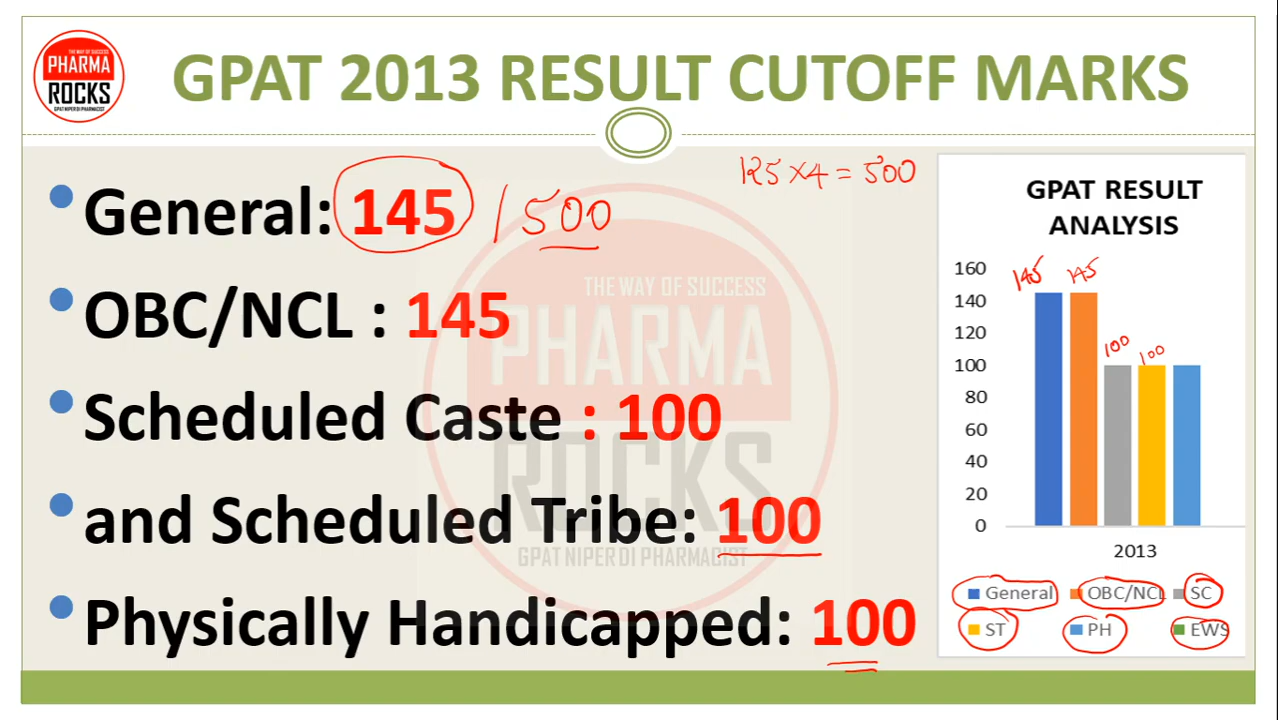 THE WAY OF SUCCESS
PHARMA
ROCKS
GPAT NIPER DI PHARMACIST
GPAT 2013 RESULT CUTOFF MARKS
125 × 4 = 500
• General: 145 / 500
• OBC/NCL : 145
• Scheduled Caste : 100
• and Scheduled Tribe: 100
• Physically Handicapped: 100
THE WAY OF SUCCESS
PHARMA
ROCKS
GPAT NIPER DI PHARMACIST
GPAT RESULT
ANALYSIS
160
140
120
100
80
60
40
20
0
145 145
100 100
2013
General OBC/NCL SC
ST PH EWS